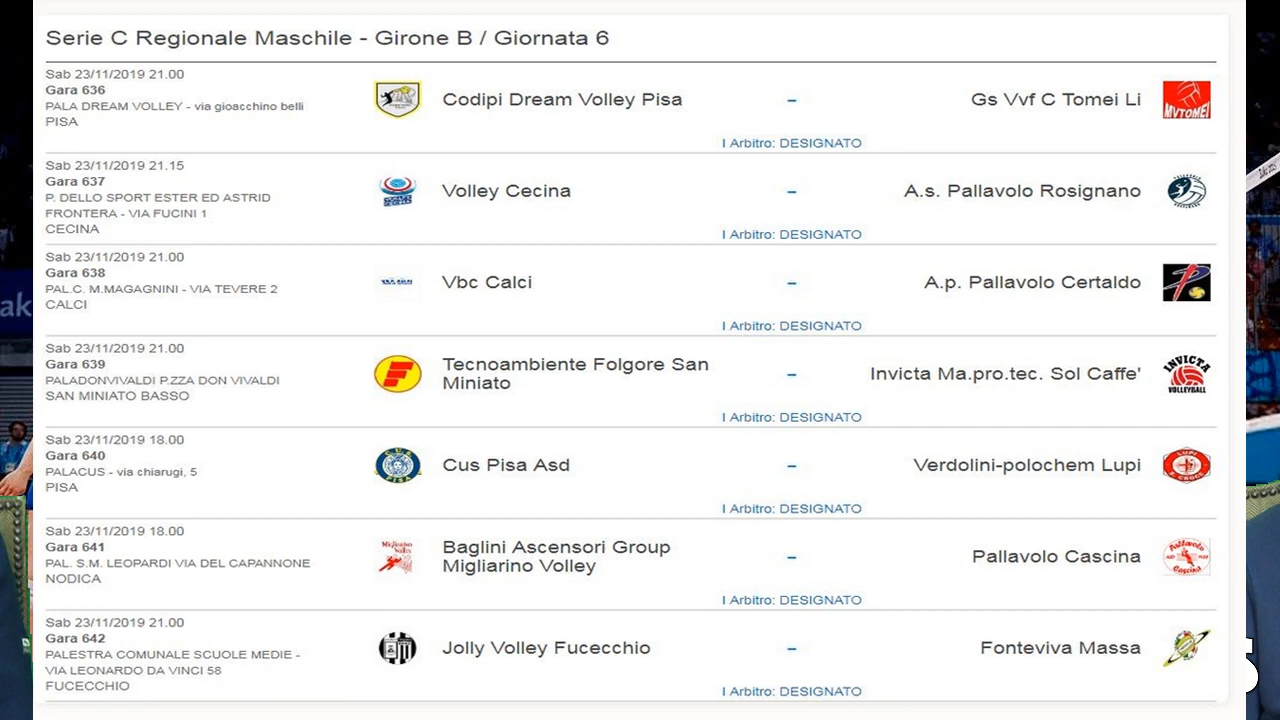 Serie C Regionale Maschile - Girone B / Giornata 6
Sab 23/11/2019 21.00
Gara 636
PALA DREAM VOLLEY - via gioacchino belli
PISA
Codipi Dream Volley Pisa
-
Gs Vvf C Tomei Li
MVTOMEI
I Arbitro: DESIGNATO
Sab 23/11/2019 21.15
Gara 637
P. DELLO SPORT ESTER ED ASTRID
FRONTERA - VIA FUCINI 1
CECINA
Volley Cecina
-
A.s. Pallavolo Rosignano
I Arbitro: DESIGNATO
Sab 23/11/2019 21.00
Gara 638
PAL.C. M.MAGAGNINI - VIA TEVERE 2
CALCI
Vbc Calci
-
A.p. Pallavolo Certaldo
I Arbitro: DESIGNATO
Sab 23/11/2019 21.00
Gara 639
PALADONVIVALDI P.ZZA DON VIVALDI
SAN MINIATO BASSO
Tecnoambiente Folgore San
Miniato
-
Invicta Ma.pro.tec. Sol Caffe'
INVICTA
VOLLEYBALL
I Arbitro: DESIGNATO
Sab 23/11/2019 18.00
Gara 640
PALACUS - via chiarugi, 5
PISA
CUS
PISA
Cus Pisa Asd
-
Verdolini-polochem Lupi
LUPI
S. CROCE
I Arbitro: DESIGNATO
Sab 23/11/2019 18.00
Gara 641
PAL. S.M. LEOPARDI VIA DEL CAPANNONE
NODICA
Migliarino
Volley
Baglini Ascensori Group
Migliarino Volley
-
Pallavolo Cascina
Pallavolo
Cascina
I Arbitro: DESIGNATO
Sab 23/11/2019 21.00
Gara 642
PALESTRA COMUNALE SCUOLE MEDIE -
VIA LEONARDO DA VINCI 58
FUCECCHIO
Jolly Volley Fucecchio
-
Fonteviva Massa
I Arbitro: DESIGNATO
ak
S